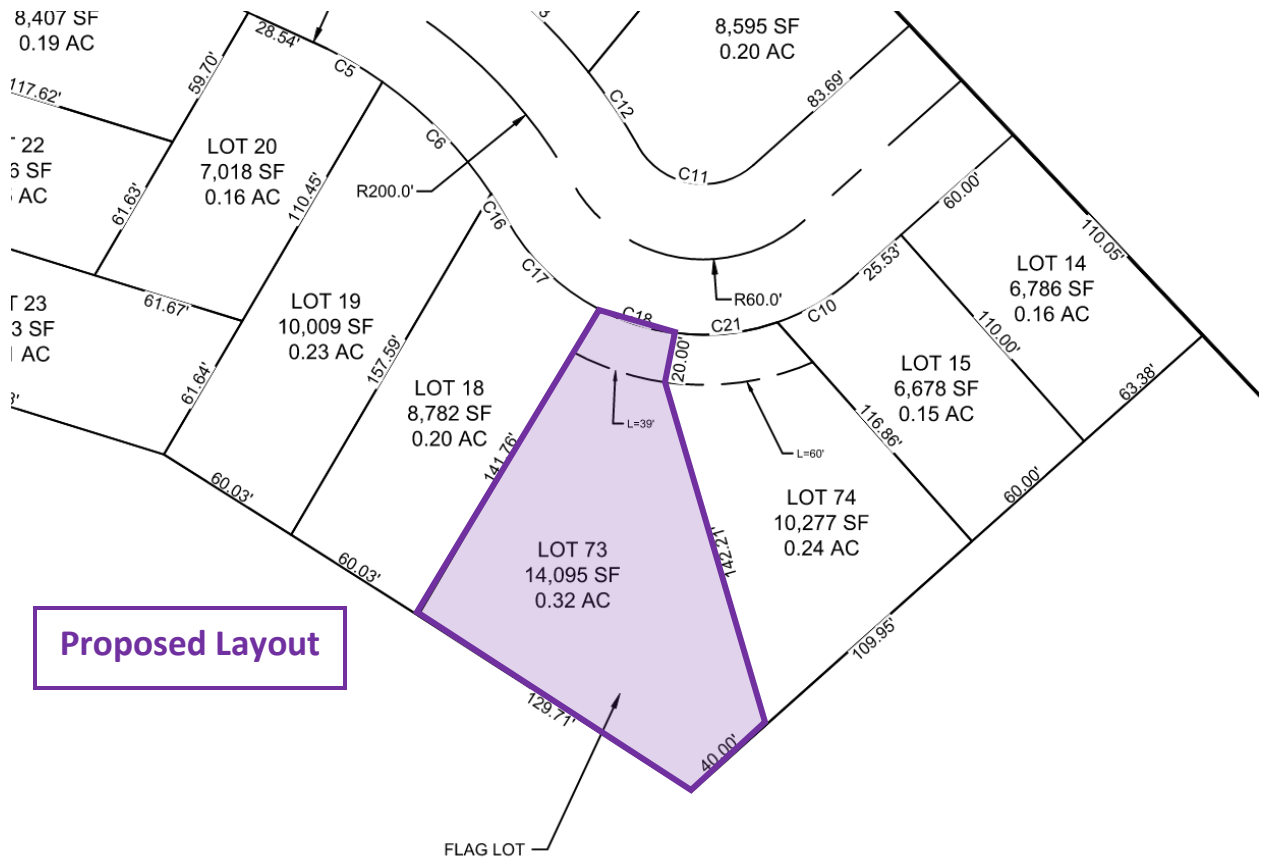 8,407 SF
0.19 AC
28.54'
C5
59.70'
117.62'
22
6 SF
AC
LOT 20
7,018 SF
0.16 AC
61.63'
110.45'
C6
R200.0'
C12
8,595 SF
0.20 AC
83.69'
C11
C16
C17
60.00'
110.05'
25.53'
LOT 14
6,786 SF
0.16 AC
T 23
3 SF
AC
61.67'
LOT 19
10,009 SF
0.23 AC
R60.0'
C18
C21
C10
20.00'
110.00'
61.64'
157.59'
LOT 18
8,782 SF
0.20 AC
LOT 15
6,678 SF
0.15 AC
63.38'
L=39'
L=60'
116.86'
141.76'
60.03'
LOT 74
10,277 SF
0.24 AC
60.00'
142.21'
LOT 73
14,095 SF
0.32 AC
60.03'
Proposed Layout
109.95'
129.71'
40.00'
FLAG LOT